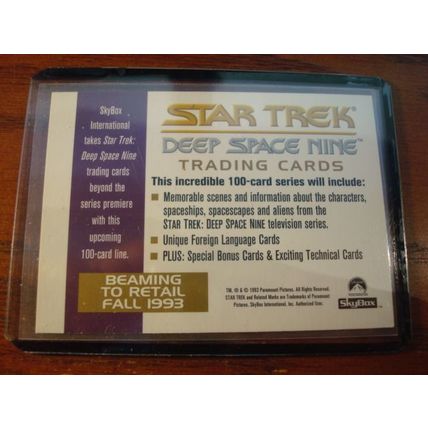 SkyBox
International
takes Star Trek:
Deep Space Nine
trading cards
beyond the
series premiere
with this
upcoming
100-card line.
BEAMING
TO RETAIL
FALL 1993
STAR TREK®
DEEP SPACE NINE™
TRADING CARDS
This incredible 100-card series will include:
■ Memorable scenes and information about the characters,
spaceships, spacescapes and aliens from the
STAR TREK: DEEP SPACE NINE television series.
■ Unique Foreign Language Cards
■ PLUS: Special Bonus Cards & Exciting Technical Cards
TM, ® & © 1993 Paramount Pictures. All Rights Reserved.
STAR TREK and Related Marks are Trademarks of Paramount
Pictures. SkyBox International, Inc. Authorized User.
SkyBox™